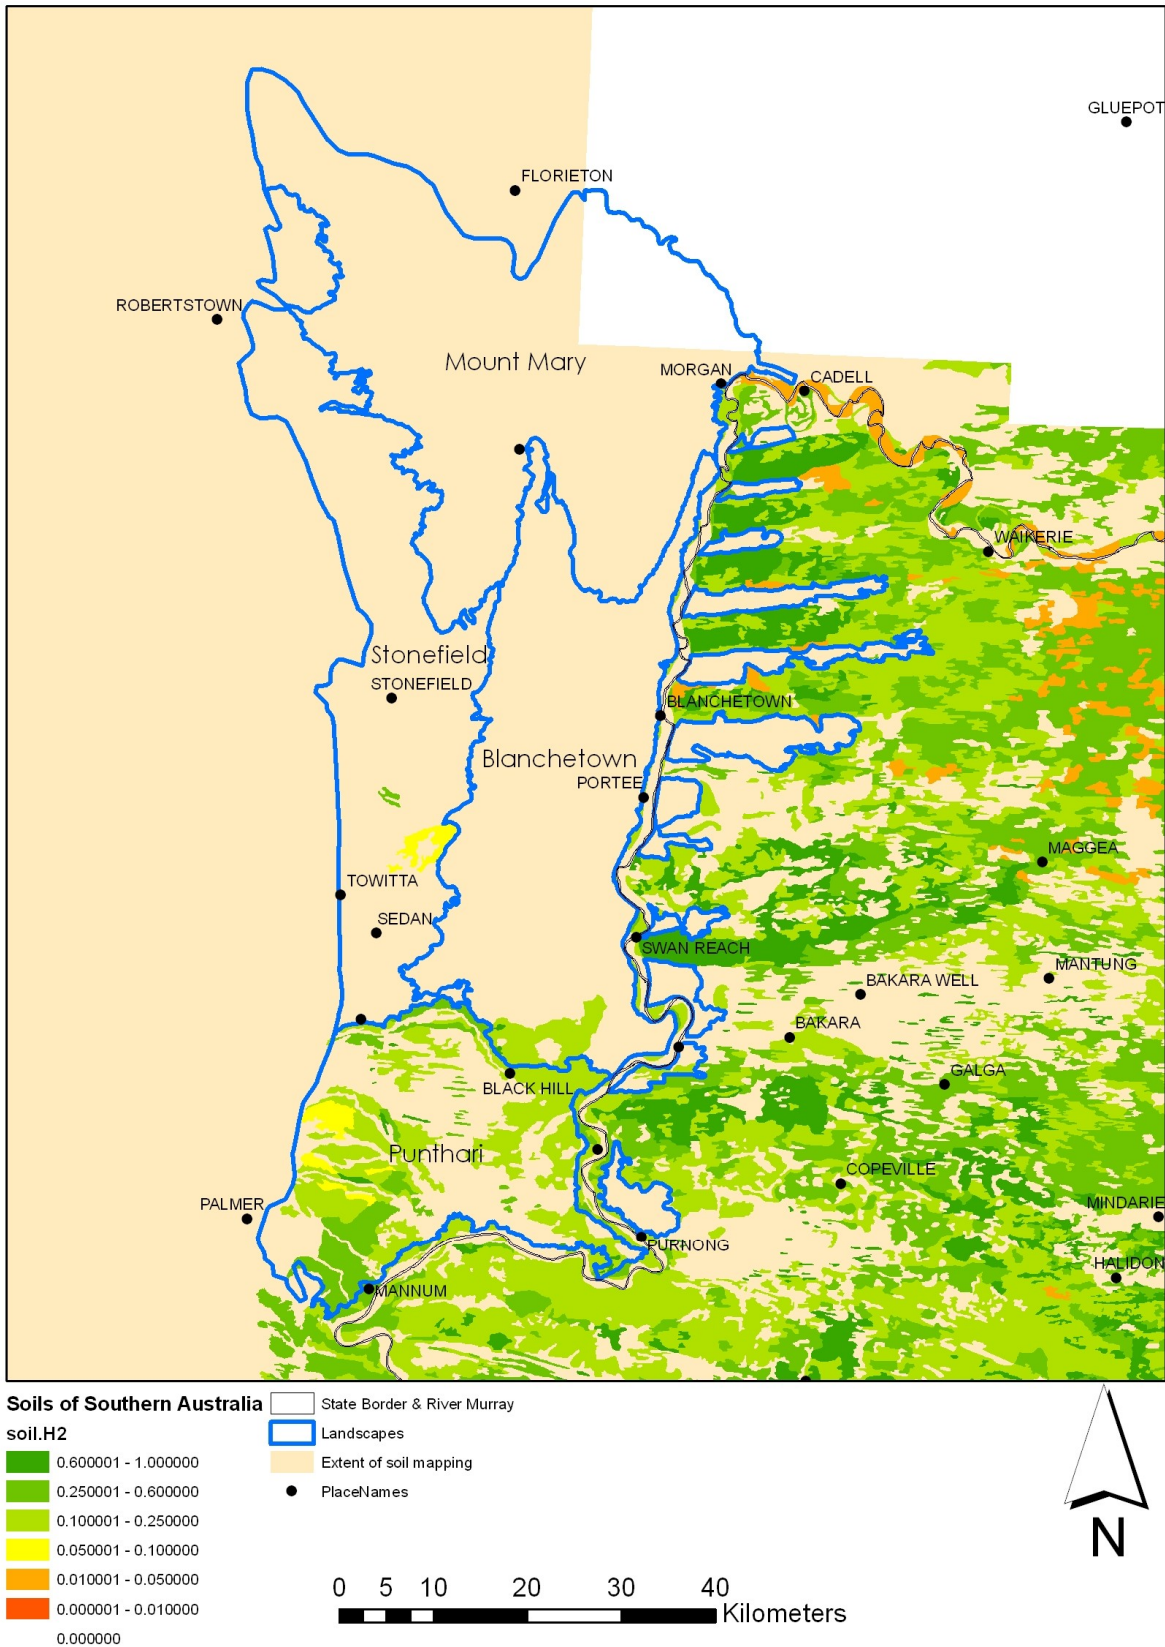 GLUEPOT
FLORIETON
ROBERTSTOWN
Mount Mary
MORGAN
CADELL
WAIKERIE
Stonefield
STONEFIELD
BLANCHETOWN
Blanchetown
PORTEE
MAGGEA
TOWITTA
SEDAN
SWAN REACH
MANTUNG
BAKARA WELL
BAKARA
GALGA
BLACK HILL
Punthari
COPEVILLE
PALMER
MINDARIE
PURNONG
HALIDON
MANNUM
Soils of Southern Australia
soil.H2
0.600001 - 1.000000
0.250001 - 0.600000
0.100001 - 0.250000
0.050001 - 0.100000
0.010001 - 0.050000
0.000001 - 0.010000
0.000000
State Border & River Murray
Landscapes
Extent of soil mapping
PlaceNames
0 5 10 20 30 40
Kilometers
N